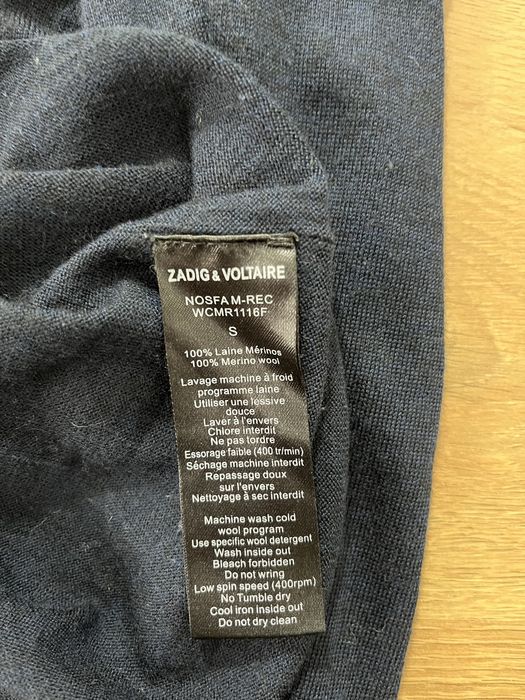 ZADIG & VOLTAIRE
NOSFA M-REC
WCMR1116F
S
100% Laine Mérinos
100% Merino wool
Lavage machine à froid
programme laine
Utiliser une lessive
douce
Laver à l'envers
Chlore interdit
Ne pas tordre
Essorage faible (400 tr/min)
Séchage machine interdit
Repassage doux
sur l'envers
Nettoyage à sec interdit
Machine wash cold
wool program
Use specific wool detergent
Wash inside out
Bleach forbidden
Do not wring
Low spin speed (400rpm)
No Tumble dry
Cool iron inside out
Do not dry clean